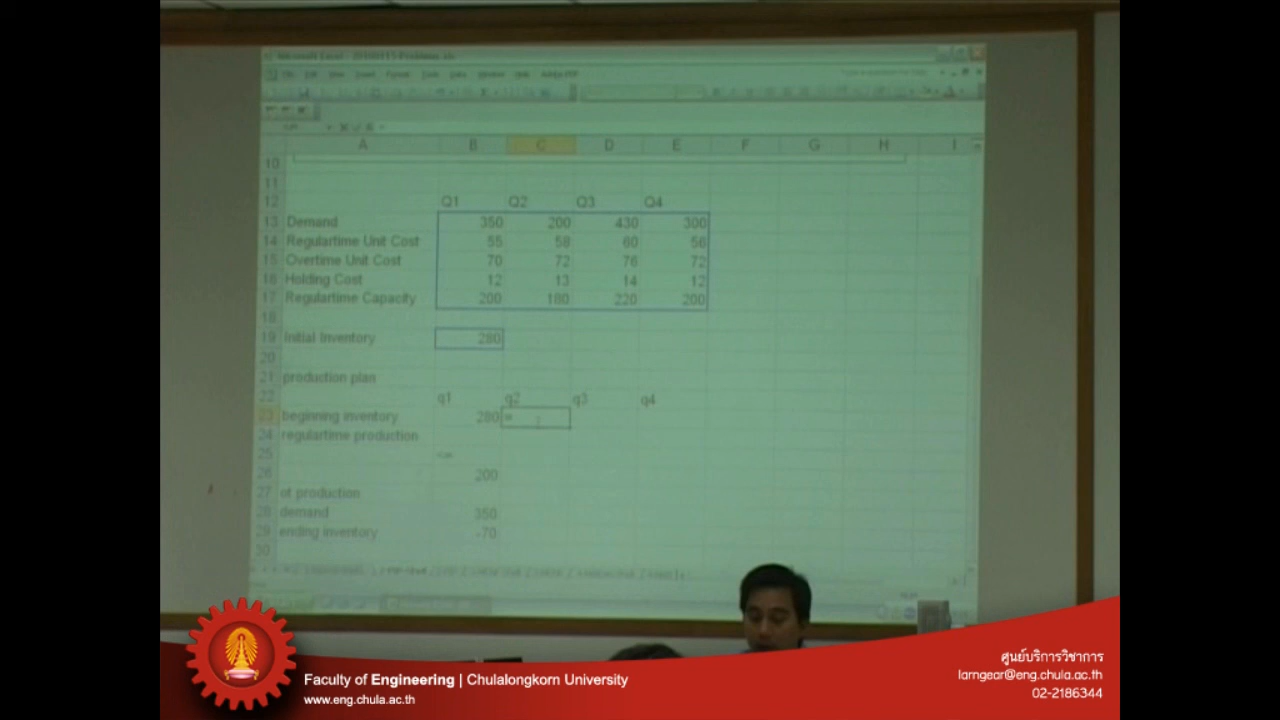 A B C D E F G H I
10
11
12 Q1 Q2 Q3 Q4
13 Demand 350 200 430 300
14 Regulartime Unit Cost 55 58 60 56
15 Overtime Unit Cost 70 72 76 72
16 Holding Cost 12 13 14 12
17 Regulartime Capacity 200 180 220 200
18
19 Initial Inventory 280
20
21 production plan
22 q1 q2 q3 q4
23 beginning inventory 280 =
24 regulartime production
25 <=
26 200
27 ot production
28 demand 350
29 ending inventory -70
30
Faculty of Engineering | Chulalongkorn University
www.eng.chula.ac.th
ศูนย์บริการวิชาการ
larngear@eng.chula.ac.th
02-2186344